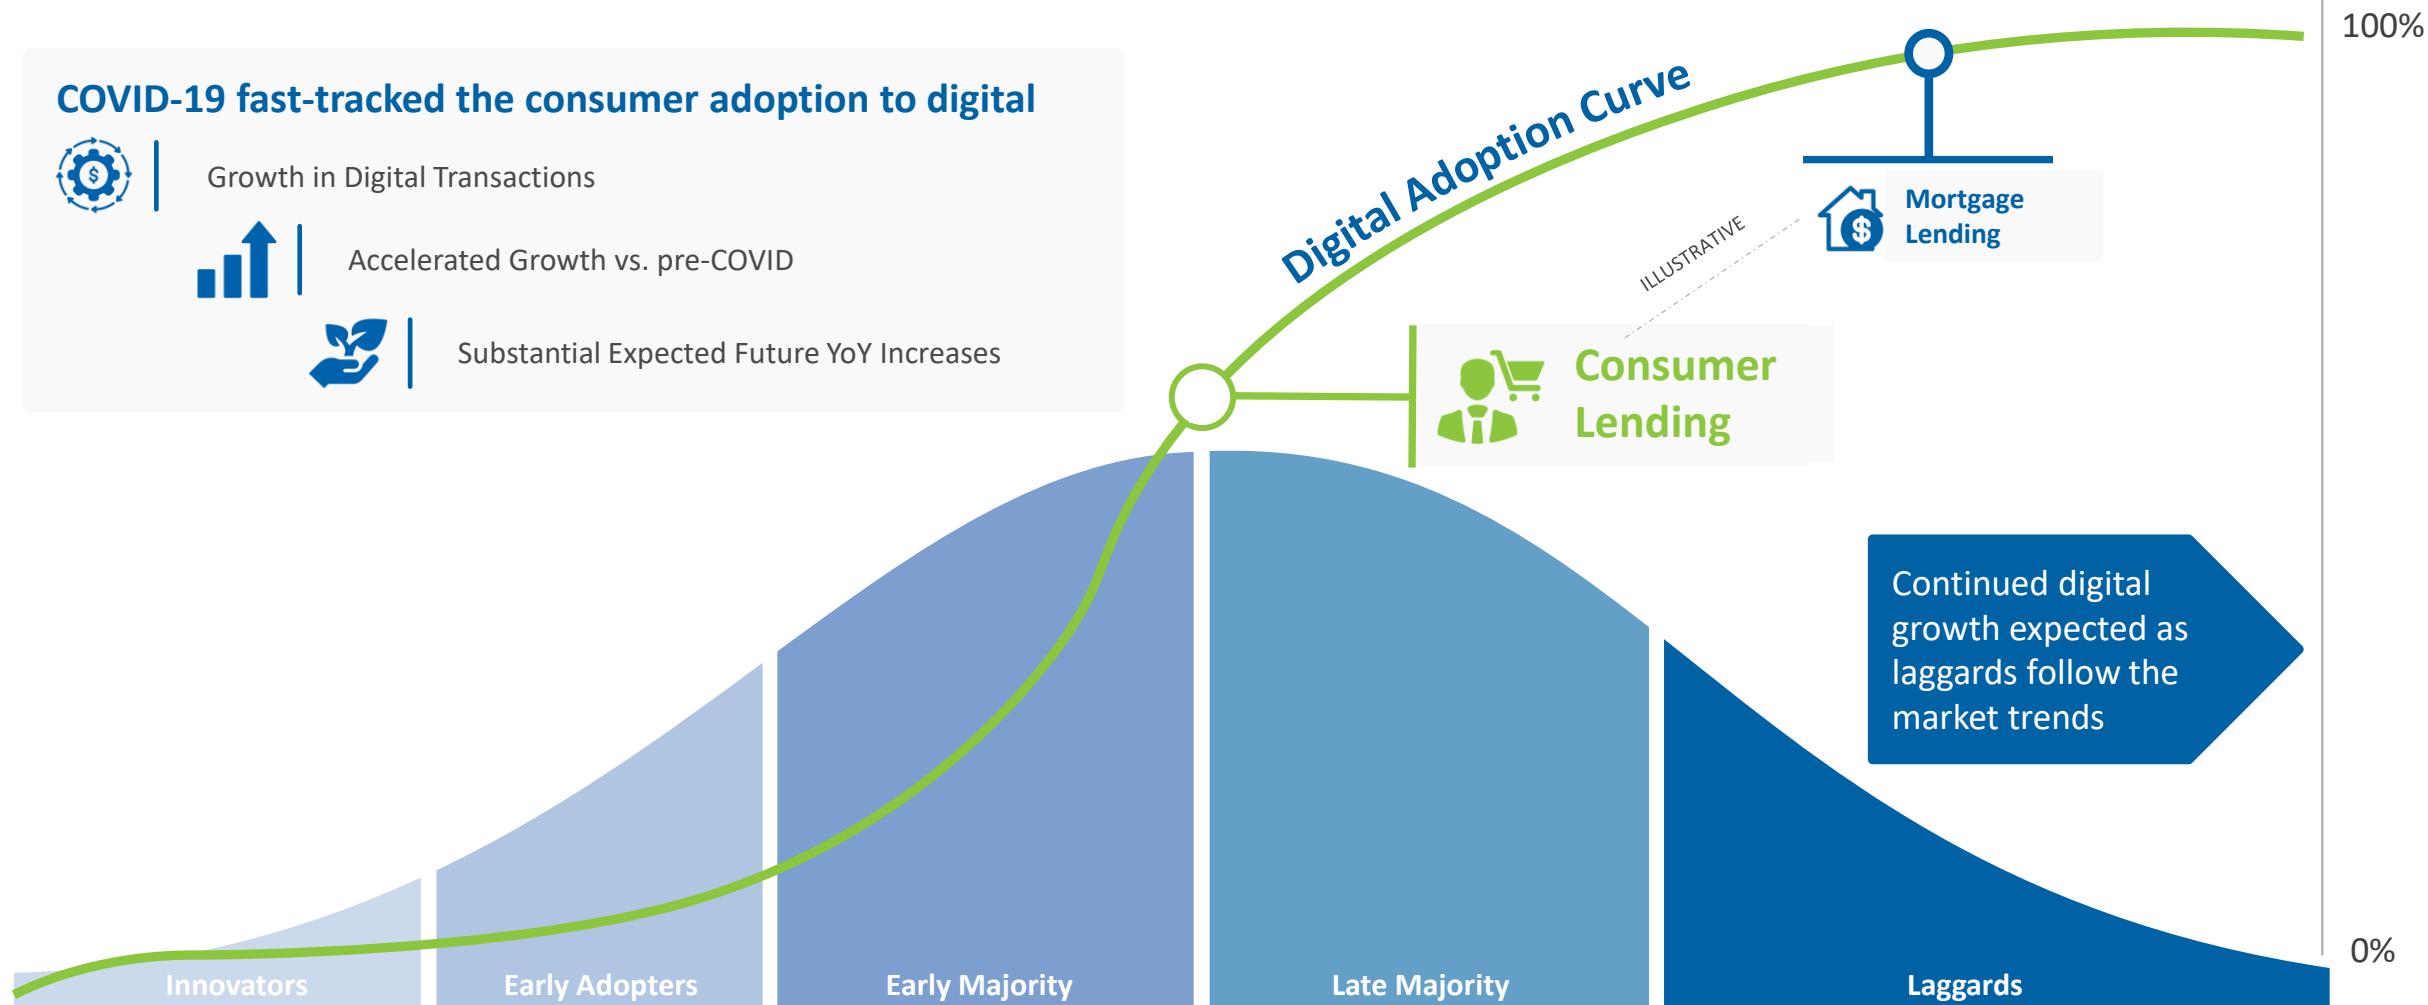 COVID-19 fast-tracked the consumer adoption to digital
Growth in Digital Transactions
Accelerated Growth vs. pre-COVID
Substantial Expected Future YoY Increases
Digital Adoption Curve
100%
Mortgage
Lending
ILLUSTRATIVE
Consumer
Lending
Continued digital
growth expected as
laggards follow the
market trends
0%
Innovators
Early Adopters
Early Majority
Late Majority
Laggards